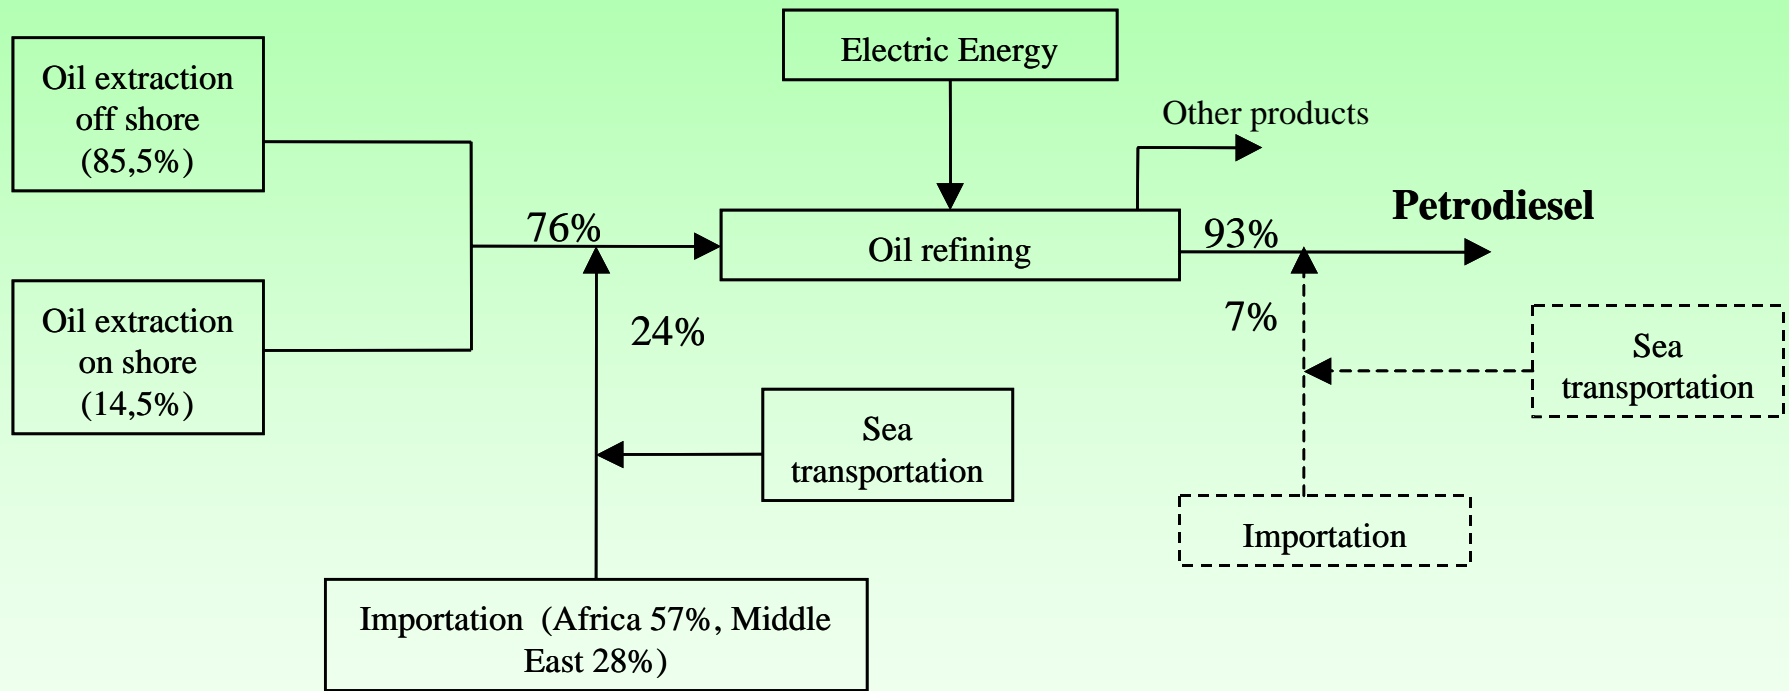 Electric Energy
Oil extraction
off shore
(85,5%)
Other products
Petrodiesel
76%
Oil refining
93%
Oil extraction
on shore
(14,5%)
24%
7%
Sea
transportation
Sea
transportation
Importation
Importation (Africa 57%, Middle
East 28%)